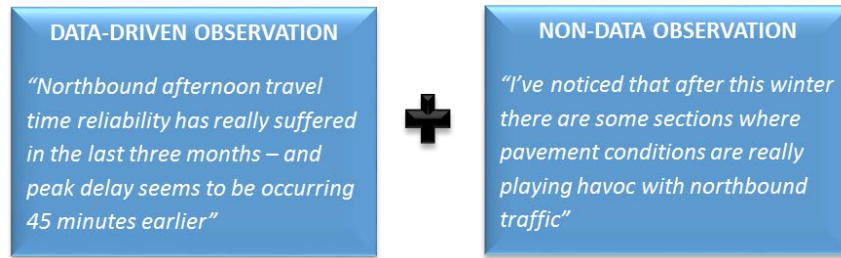 DATA-DRIVEN OBSERVATION
“Northbound afternoon travel
time reliability has really suffered
in the last three months – and
peak delay seems to be occurring
45 minutes earlier”
NON-DATA OBSERVATION
“I’ve noticed that after this winter
there are some sections where
pavement conditions are really
playing havoc with northbound
traffic”